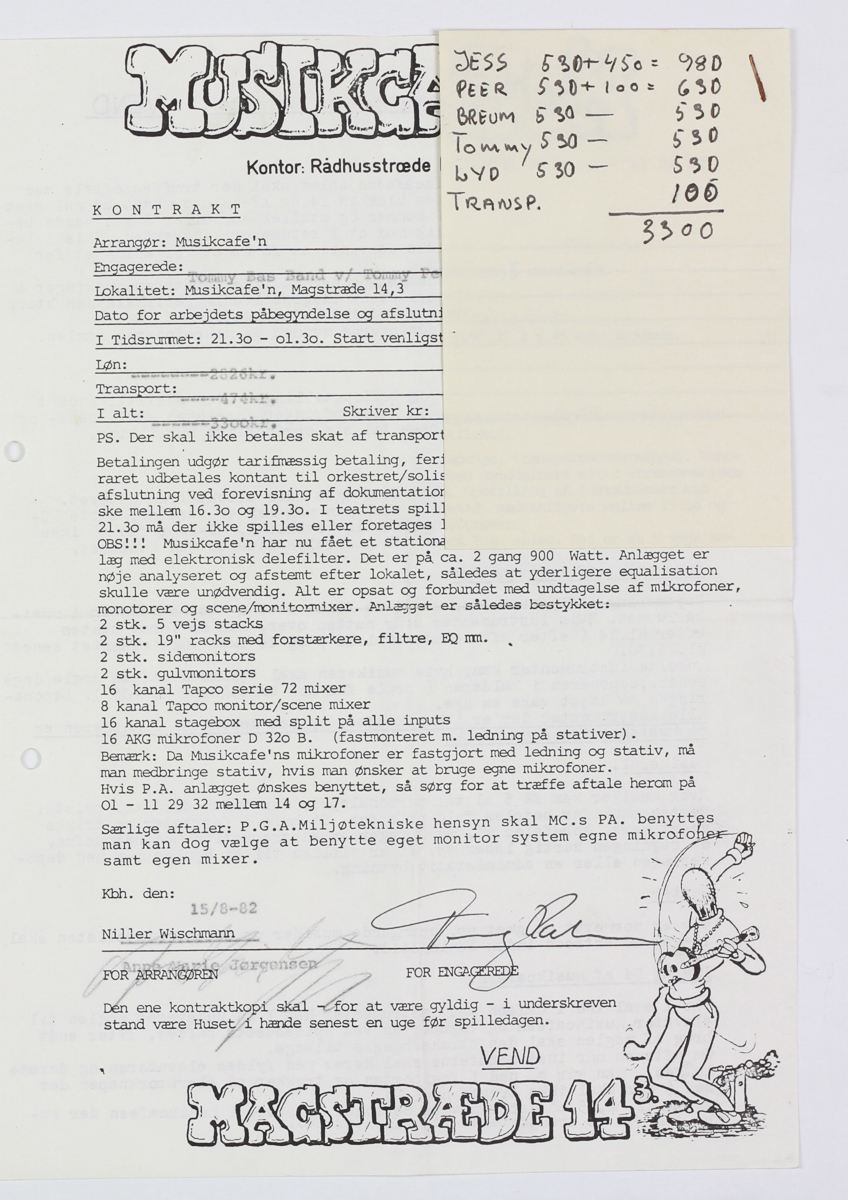 MUSIKCA
Kontor: Rådhusstræde
JESS 530+450= 980
PEER 530+100= 630
BREUM 530 — 530
Tommy 530 — 530
LYD 530 — 530
TRANSP. 100
3300
KONTRAKT
Arrangør: Musikcafe'n
Engagerede: Tommy Bas Band v/ Tommy Pe
Lokalitet: Musikcafe'n, Magstræde 14,3
Dato for arbejdets påbegyndelse og afslutni
I Tidsrummet: 21.3o - o1.3o. Start venligst
Løn: ---------2826kr.
Transport: ----474kr.
I alt: ------33ookr. Skriver kr:
PS. Der skal ikke betales skat af transport
Betalingen udgør tarifmæssig betaling, feri
raret udbetales kontant til orkestret/solis
afslutning ved forevisning af dokumentation
ske mellem 16.3o og 19.3o. I teatrets spill
21.3o må der ikke spilles eller foretages l
OBS!!! Musikcafe'n har nu fået et stationa
læg med elektronisk delefilter. Det er på ca. 2 gang 900 Watt. Anlægget er
nøje analyseret og afstemt efter lokalet, således at yderligere equalisation
skulle være unødvendig. Alt er opsat og forbundet med undtagelse af mikrofoner,
monotorer og scene/monitormixer. Anlægget er således bestykket:
2 stk. 5 vejs stacks
2 stk. 19" racks med forstærkere, filtre, EQ mm.
2 stk. sidemonitors
2 stk. gulvmonitors
16 kanal Tapco serie 72 mixer
8 kanal Tapco monitor/scene mixer
16 kanal stagebox med split på alle inputs
16 AKG mikrofoner D 32o B. (fastmonteret m. ledning på stativer).
Bemærk: Da Musikcafe'ns mikrofoner er fastgjort med ledning og stativ, må
man medbringe stativ, hvis man ønsker at bruge egne mikrofoner.
Hvis P.A. anlægget ønskes benyttet, så sørg for at træffe aftale herom på
O1 - 11 29 32 mellem 14 og 17.
Særlige aftaler: P.G.A.Miljøtekniske hensyn skal MC.s PA. benyttes
man kan dog vælge at benytte eget monitor system egne mikrofoner
samt egen mixer.
Kbh. den:
15/8-82
Niller Wischmann
Anne Marie Jørgensen
FOR ARRANGØREN FOR ENGAGEREDE
Den ene kontraktkopi skal - for at være gyldig - i underskreven
stand være Huset i hænde senest en uge før spilledagen.
VEND
MAGSTRÆDE 14 3.